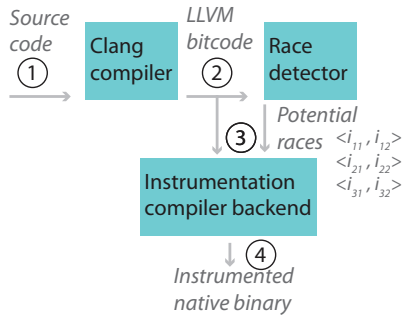 Source
code
1
Clang
compiler
LLVM
bitcode
2
Race
detector
3
Potential
races
<i11, i12>
<i21, i22>
<i31, i32>
Instrumentation
compiler backend
4
Instrumented
native binary